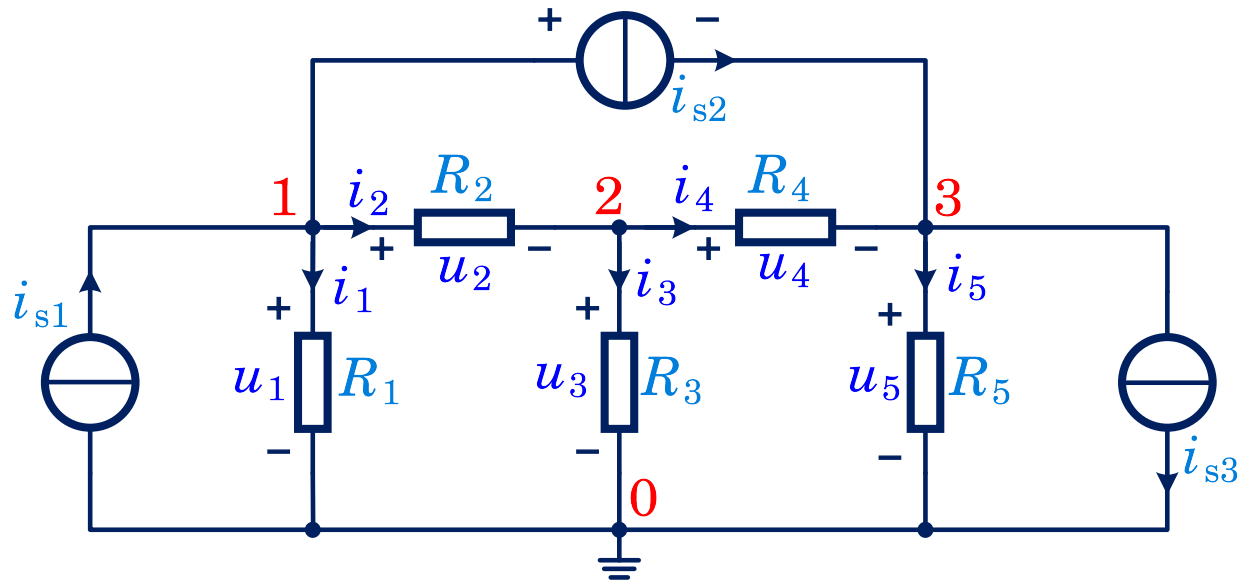 + −
i_s2
R_2 R_4
1 i_2 2 i_4 3
+ − + −
u_2 u_4
i_s1 i_1 i_3 i_5
+ + +
u_1 R_1 u_3 R_3 u_5 R_5
− − −
i_s3
0